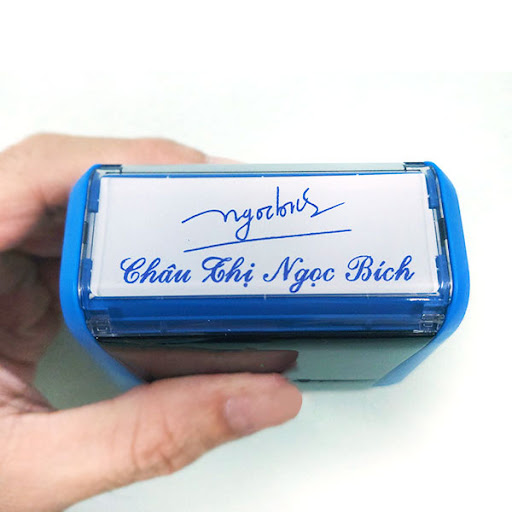 ngocbich
Châu Thị Ngọc Bích